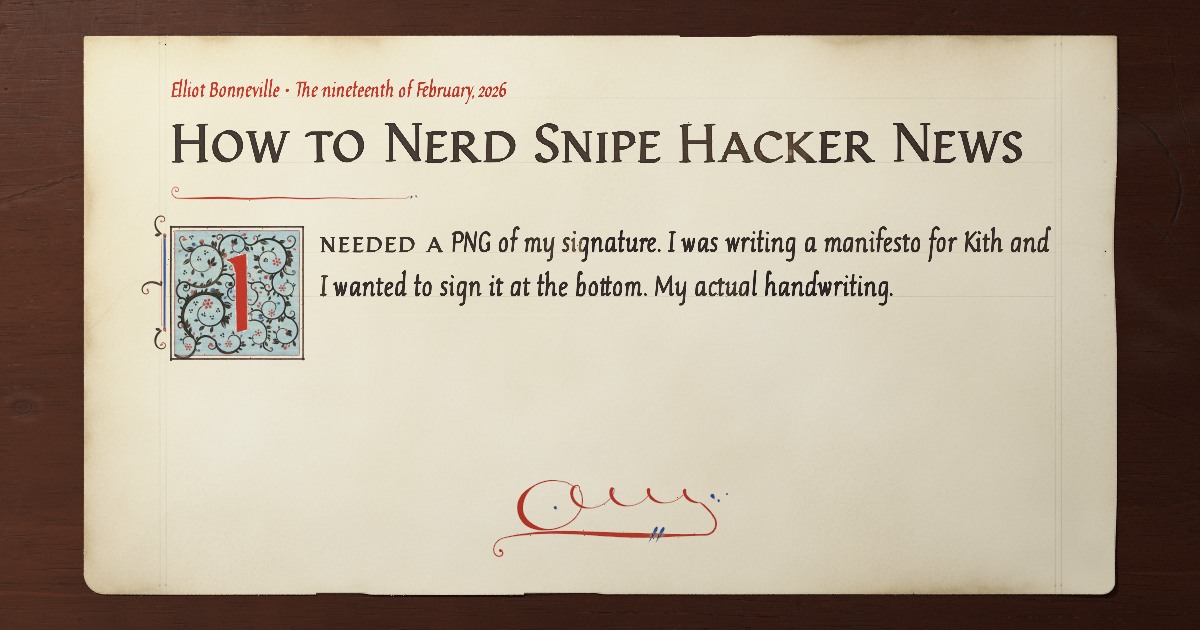 Elliot Bonneville · The nineteenth of February, 2026
How to Nerd Snipe Hacker News
I NEEDED A PNG of my signature. I was writing a manifesto for Kith and
I wanted to sign it at the bottom. My actual handwriting.